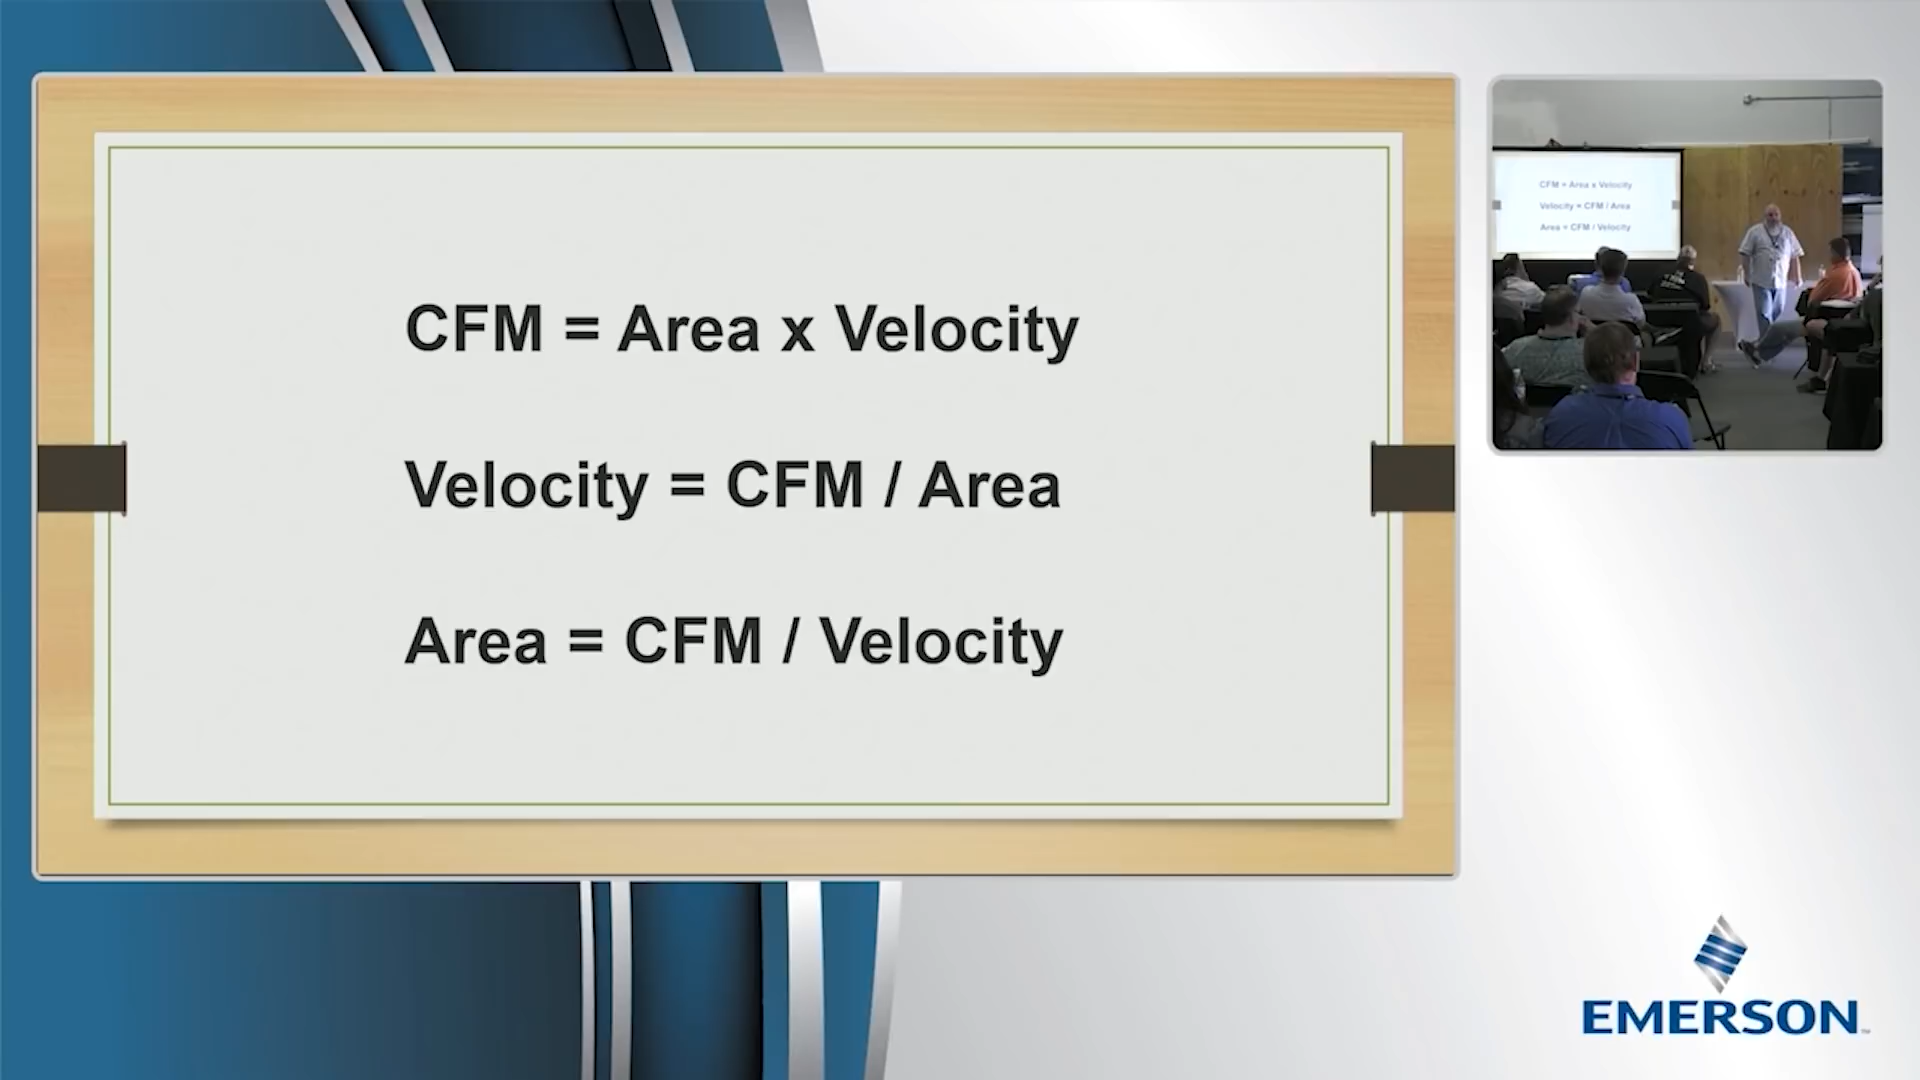 CFM = Area x Velocity
Velocity = CFM / Area
Area = CFM / Velocity
CFM = Area x Velocity
Velocity = CFM / Area
Area = CFM / Velocity
EMERSON